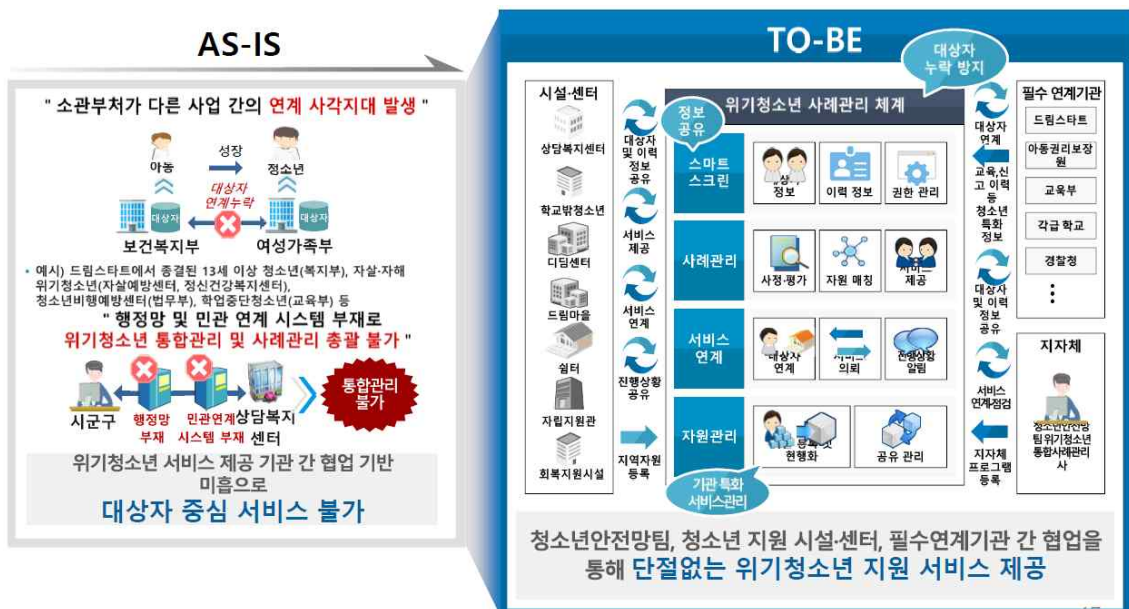 AS-IS
" 소관부처가 다른 사업 간의 연계 사각지대 발생 "
아동
성장
청소년
대상자
연계누락
대상자
대상자
보건복지부
여성가족부
• 예시) 드림스타트에서 종결된 13세 이상 청소년(복지부), 자살·자해
위기청소년(자살예방센터, 정신건강복지센터),
청소년비행예방센터(법무부), 학업중단청소년(교육부) 등
" 행정망 및 민관 연계 시스템 부재로
위기청소년 통합관리 및 사례관리 총괄 불가 "
시군구
행정망
부재
민관연계
시스템 부재
상담복지
센터
통합관리
불가
위기청소년 서비스 제공 기관 간 협업 기반
미흡으로
대상자 중심 서비스 불가
TO-BE
대상자
누락 방지
시설·센터
상담복지센터
학교밖청소년
디딤센터
드림마을
쉼터
자립지원관
회복지원시설
대상자
및 이력
정보
공유
서비스
제공
서비스
연계
진행상황
공유
지역자원
등록
위기청소년 사례관리 체계
정보
공유
스마트
스크린
정보
이력 정보
권한 관리
사례관리
사정·평가
자원 매칭
제공
서비스
연계
대상자
연계
의뢰
진행상황
알림
자원관리
현행화
공유 관리
기관 특화
서비스관리
대상자
연계
교육,신
고 이력
등
청소년
특화
정보
대상자
및 이력
정보
공유
서비스
연계·점검
지자체
프로그램
등록
필수 연계기관
드림스타트
아동권리보장
원
교육부
각급 학교
경찰청
지자체
청소년안전망
팀 위기청소년
통합사례관리
사
청소년안전망팀, 청소년 지원 시설·센터, 필수연계기관 간 협업을
통해 단절없는 위기청소년 지원 서비스 제공